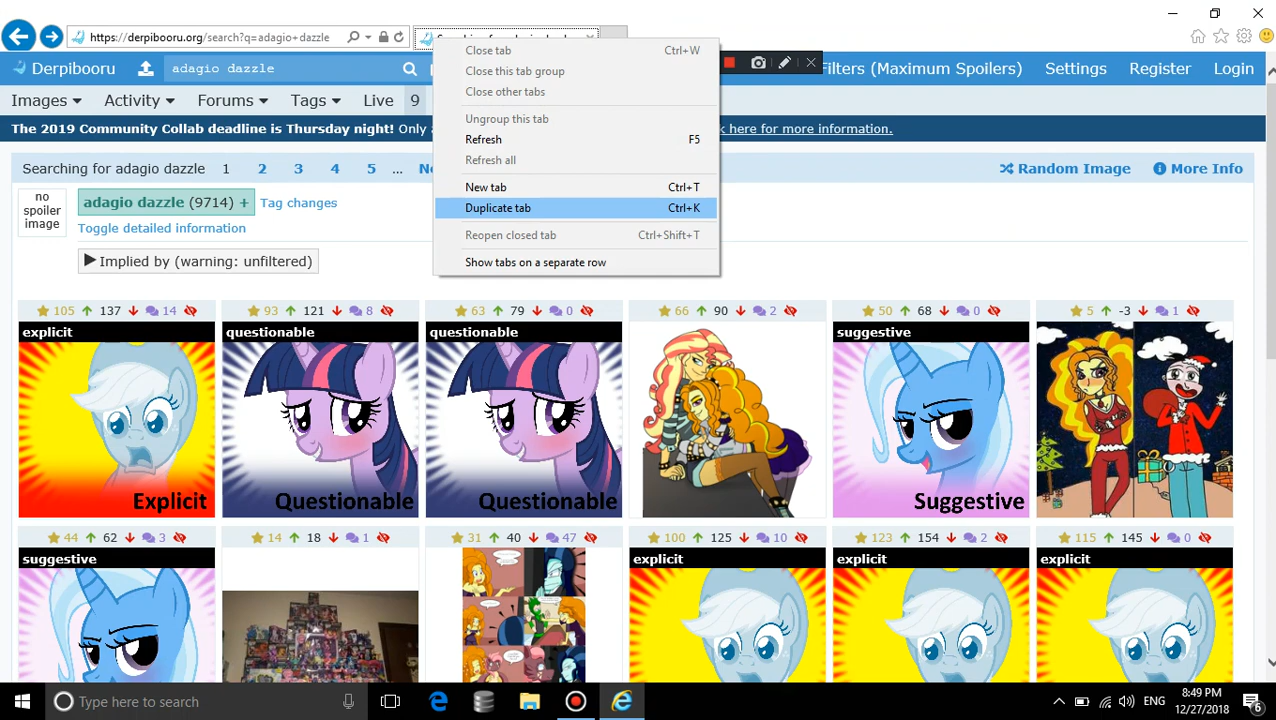 https://derpibooru.org/search?q=adagio+dazzle
Derpibooru
adagio dazzle
Filters (Maximum Spoilers)
Settings
Register
Login
Images
Activity
Forums
Tags
Live
9
The 2019 Community Collab deadline is Thursday night! Only
here for more information.
Close tab Ctrl+W
Close this tab group
Close other tabs
Ungroup this tab
Refresh F5
Refresh all
New tab Ctrl+T
Duplicate tab Ctrl+K
Reopen closed tab Ctrl+Shift+T
Show tabs on a separate row
Searching for adagio dazzle 1 2 3 4 5 ...
Random Image
More Info
no
spoiler
image
adagio dazzle (9714) +
Tag changes
Toggle detailed information
Implied by (warning: unfiltered)
105 137 14
93 121 8
63 79 0
66 90 2
50 68 0
5 -3 1
explicit
questionable
questionable
suggestive
Explicit
Questionable
Questionable
Suggestive
44 62 3
14 18 1
31 40 47
100 125 10
123 154 2
115 145 0
suggestive
explicit
explicit
explicit
Type here to search
ENG
8:49 PM
12/27/2018
6